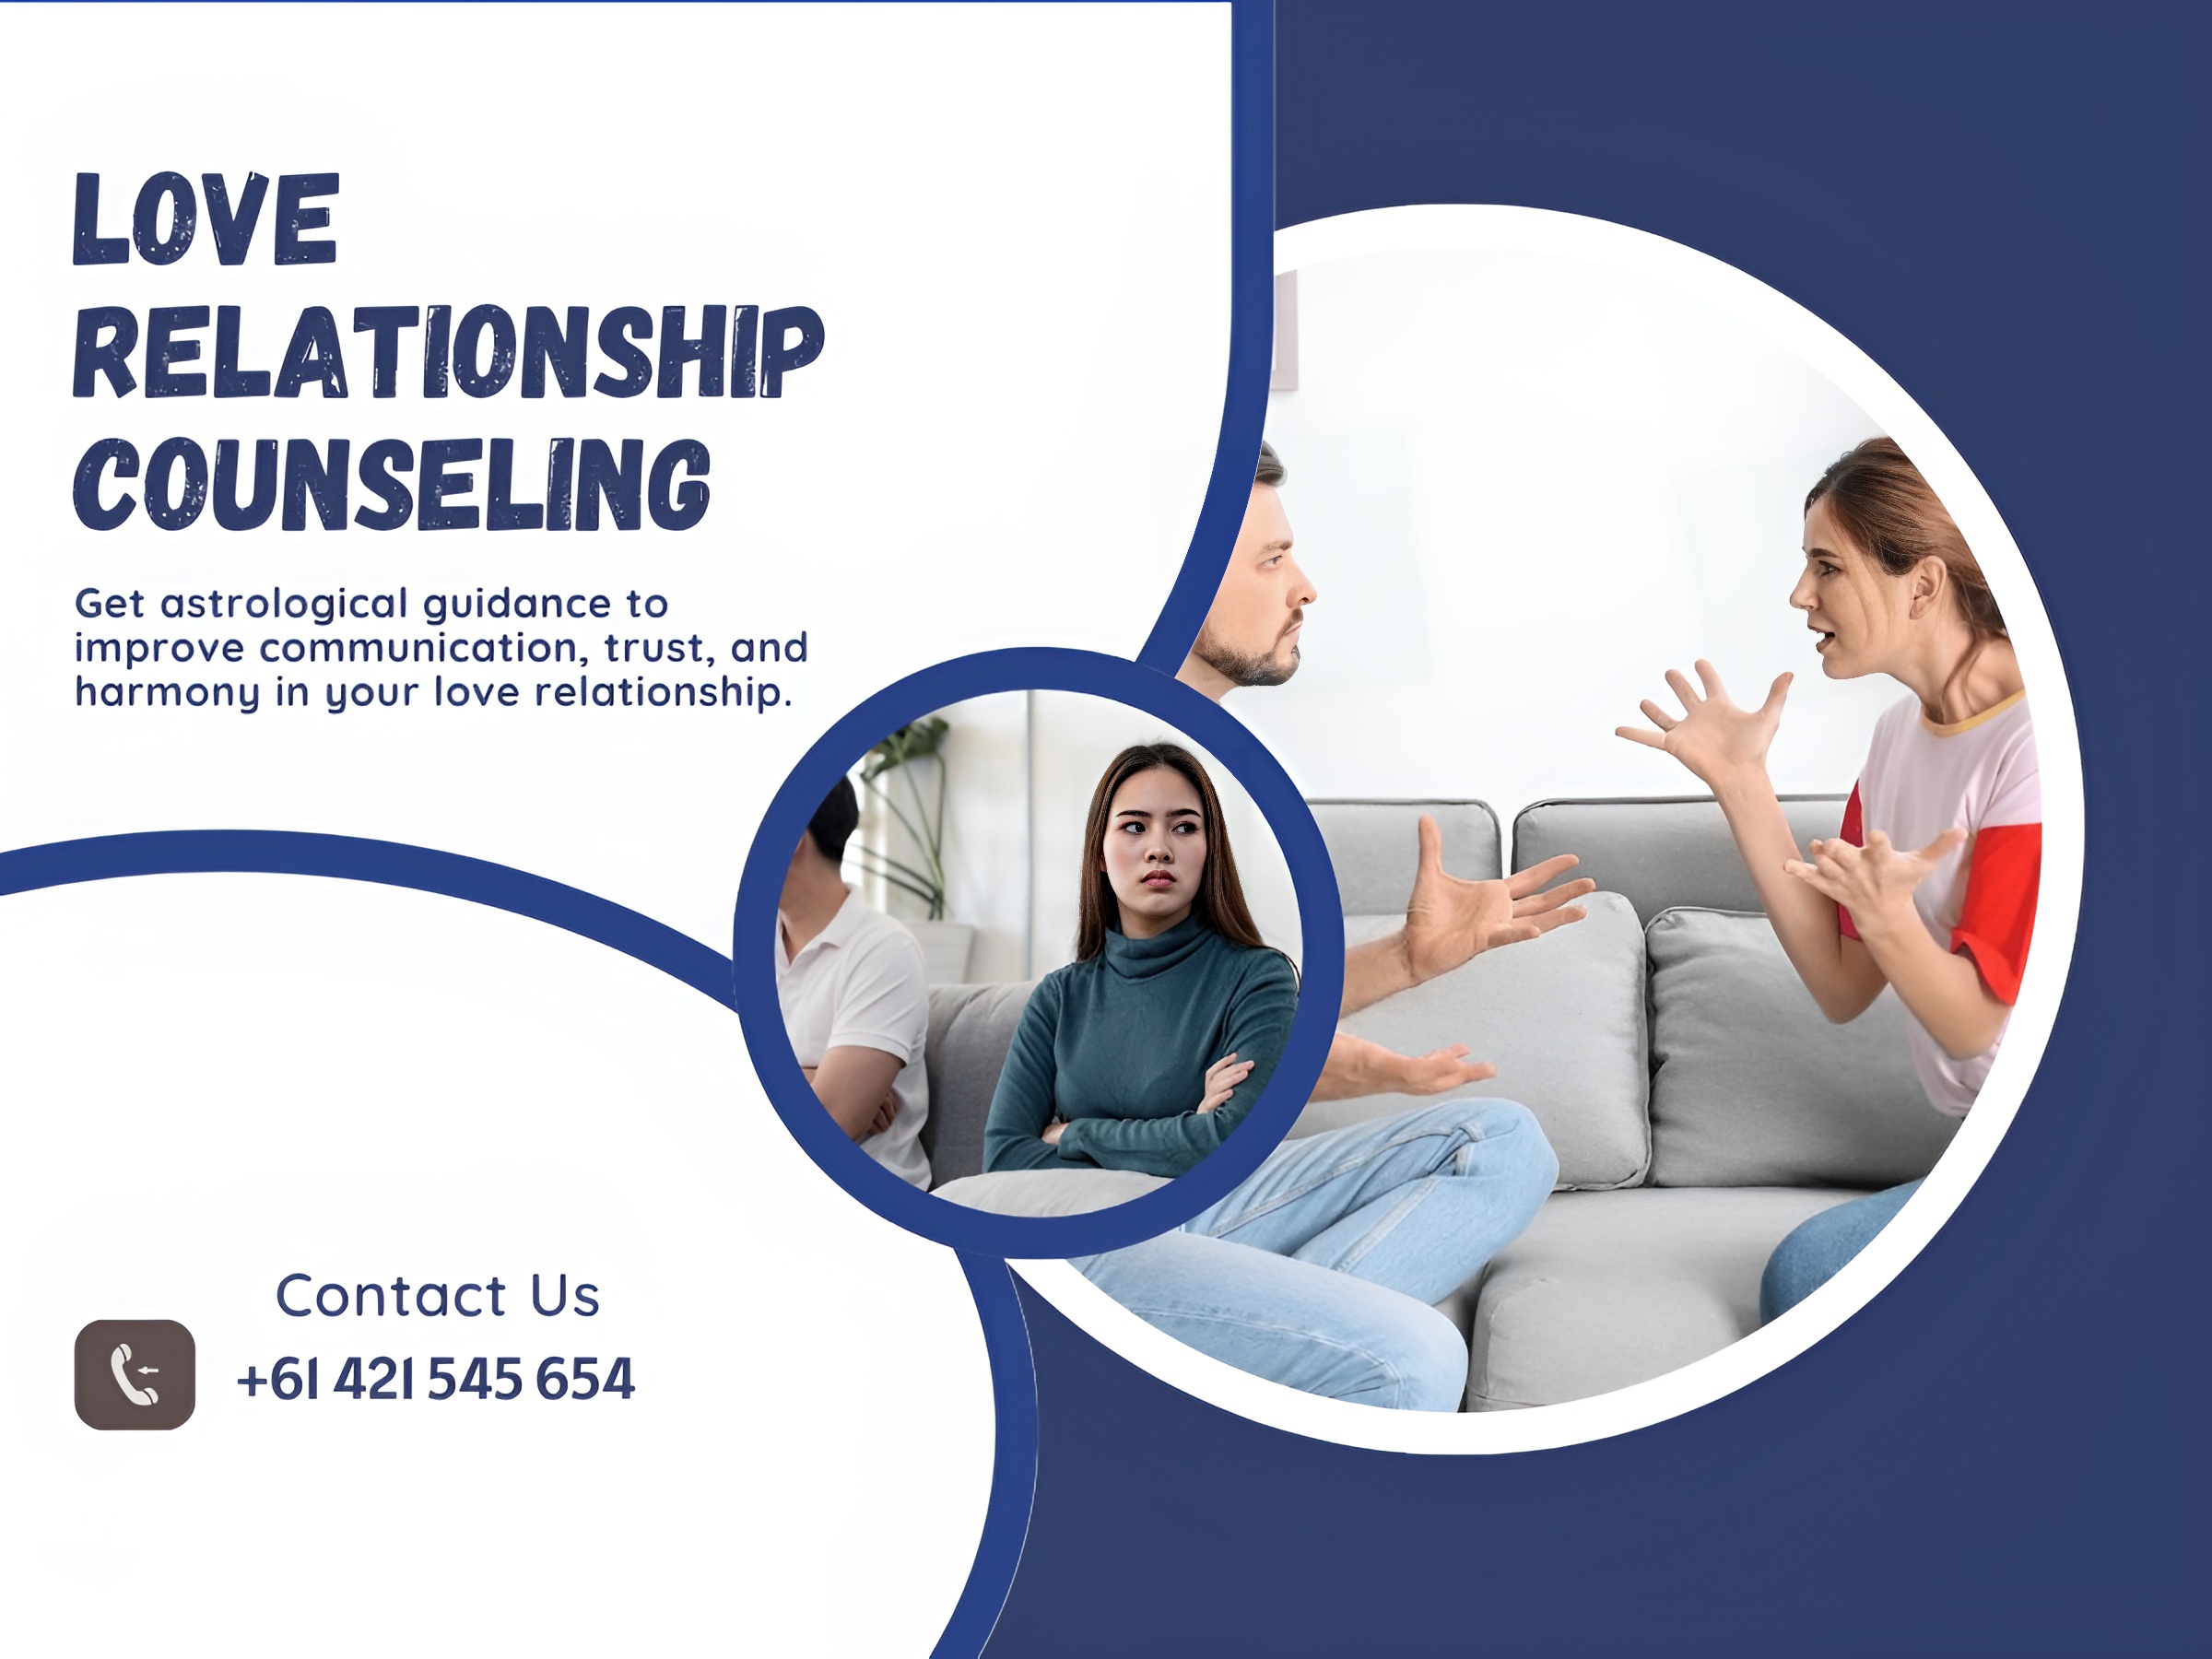 LOVE
RELATIONSHIP
COUNSELING
Get astrological guidance to
improve communication, trust, and
harmony in your love relationship.
Contact Us
+61 421 545 654